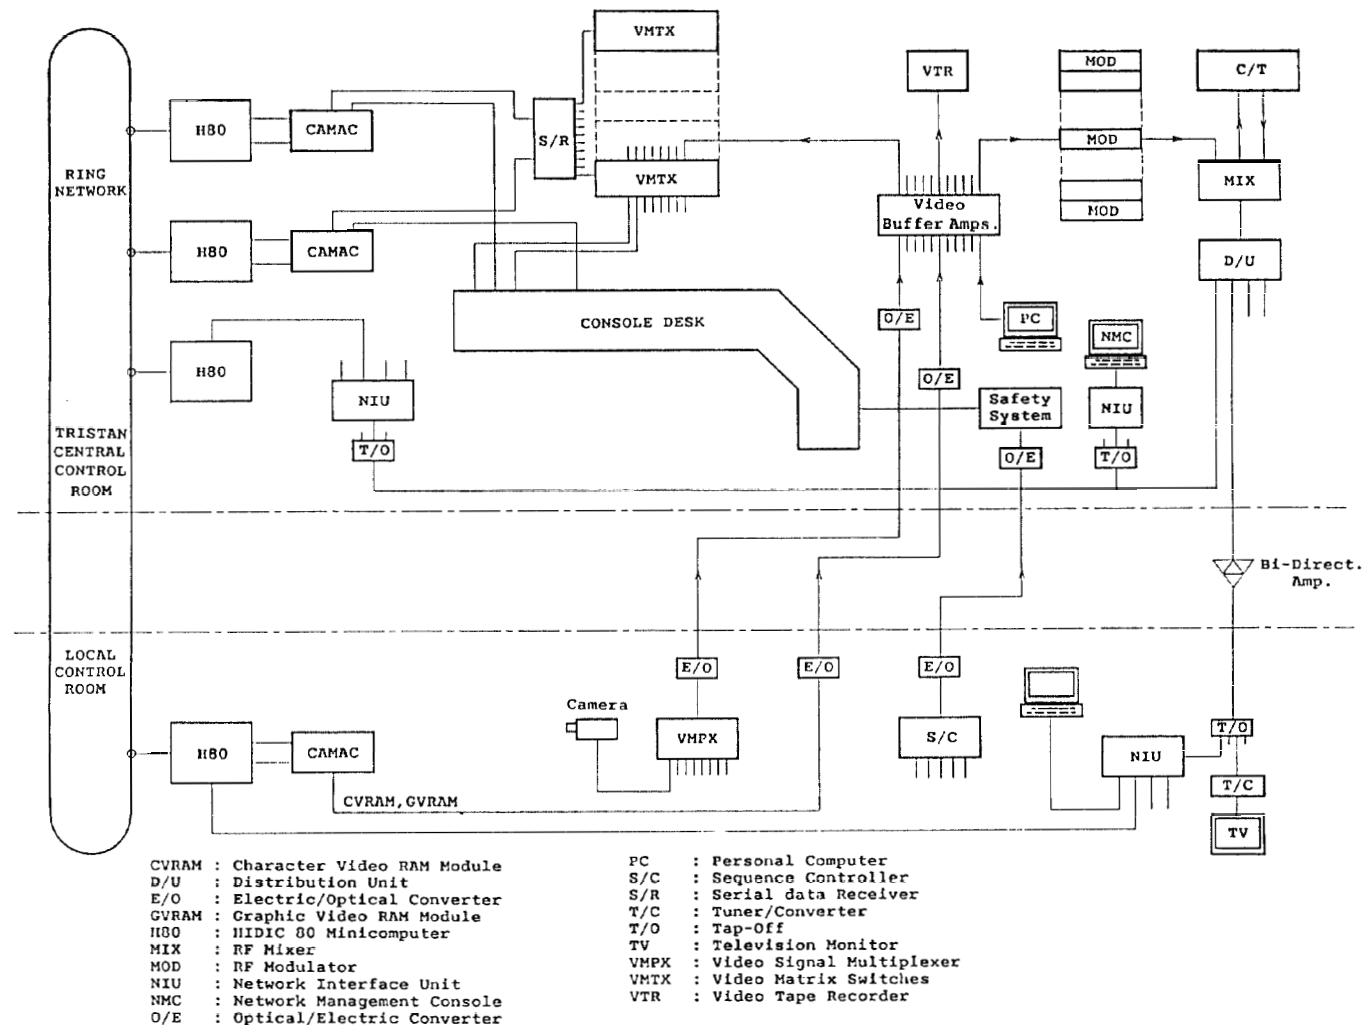 VMTX
MOD
C/T
VTR
H80
CAMAC
S/R
MOD
RING
NETWORK
VMTX
MIX
MOD
Video
Buffer Amps.
H80
CAMAC
D/U
O/E
PC
CONSOLE DESK
NMC
H80
O/E
NIU
Safety
System
NIU
TRISTAN
CENTRAL
CONTROL
ROOM
T/O
O/E
T/O
Bi-Direct.
Amp.
LOCAL
CONTROL
ROOM
E/O
E/O
E/O
Camera
T/O
H80
CAMAC
VMPX
S/C
NIU
T/C
CVRAM, GVRAM
TV
CVRAM : Character Video RAM Module
D/U : Distribution Unit
E/O : Electric/Optical Converter
GVRAM : Graphic Video RAM Module
H80 : HIDIC 80 Minicomputer
MIX : RF Mixer
MOD : RF Modulator
NIU : Network Interface Unit
NMC : Network Management Console
O/E : Optical/Electric Converter
PC : Personal Computer
S/C : Sequence Controller
S/R : Serial data Receiver
T/C : Tuner/Converter
T/O : Tap-Off
TV : Television Monitor
VMPX : Video Signal Multiplexer
VMTX : Video Matrix Switches
VTR : Video Tape Recorder